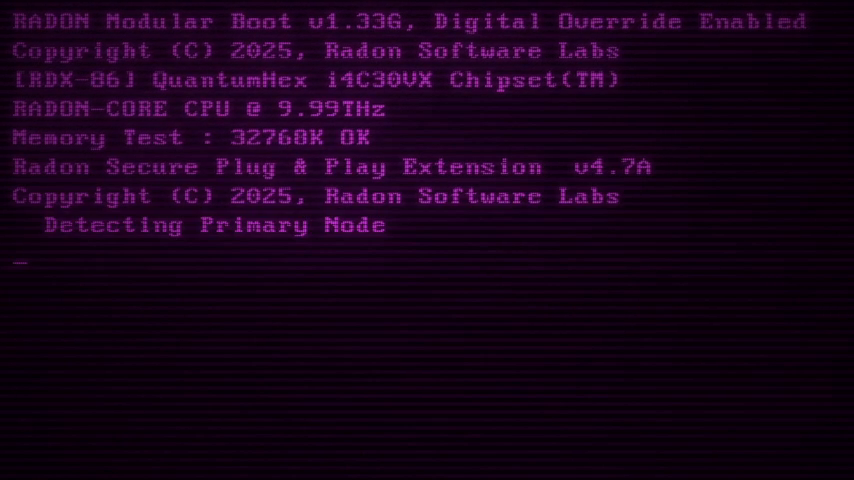 RADON Modular Boot v1.33G, Digital Override Enabled
Copyright (C) 2025, Radon Software Labs
[RDX-86] QuantumHex i4C30VX Chipset(TM)
RADON-CORE CPU @ 9.99THz
Memory Test : 32768K OK
Radon Secure Plug & Play Extension  v4.7A
Copyright (C) 2025, Radon Software Labs
Detecting Primary Node
_